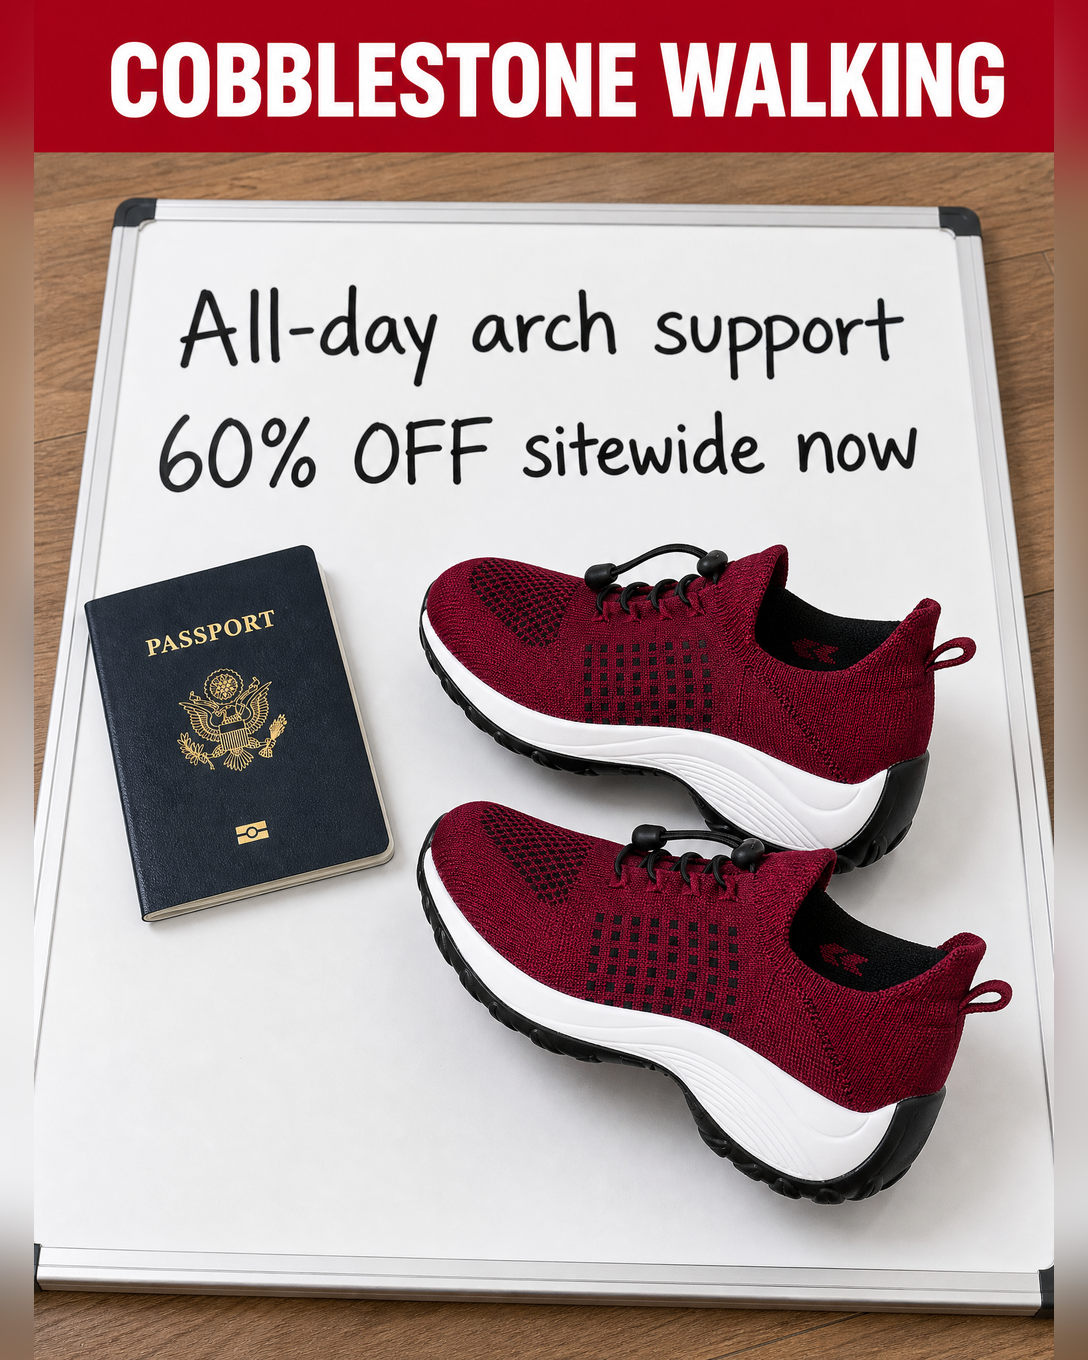 COBBLESTONE WALKING
All-day arch support
60% OFF sitewide now
PASSPORT